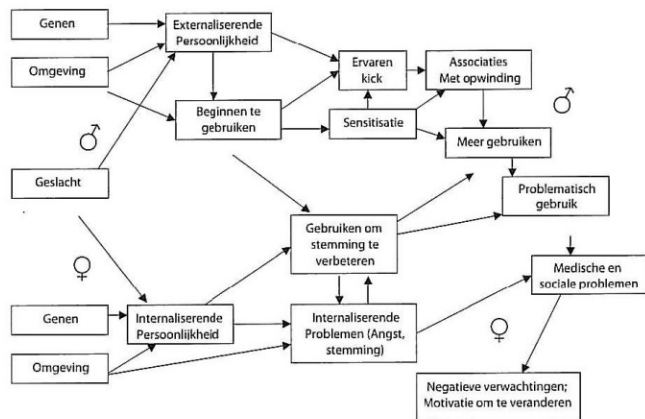 Genen
Omgeving
Externaliserende
Persoonlijkheid
Beginnen te
gebruiken
Ervaren
kick
Associaties
Met opwinding
Sensitisatie
♂
♂
Meer gebruiken
Geslacht
Problematisch
gebruik
Gebruiken om
stemming te
verbeteren
♀
Medische en
sociale problemen
Genen
Internaliserende
Persoonlijkheid
Internaliserende
Problemen (Angst,
stemming)
♀
Omgeving
Negatieve verwachtingen;
Motivatie om te veranderen